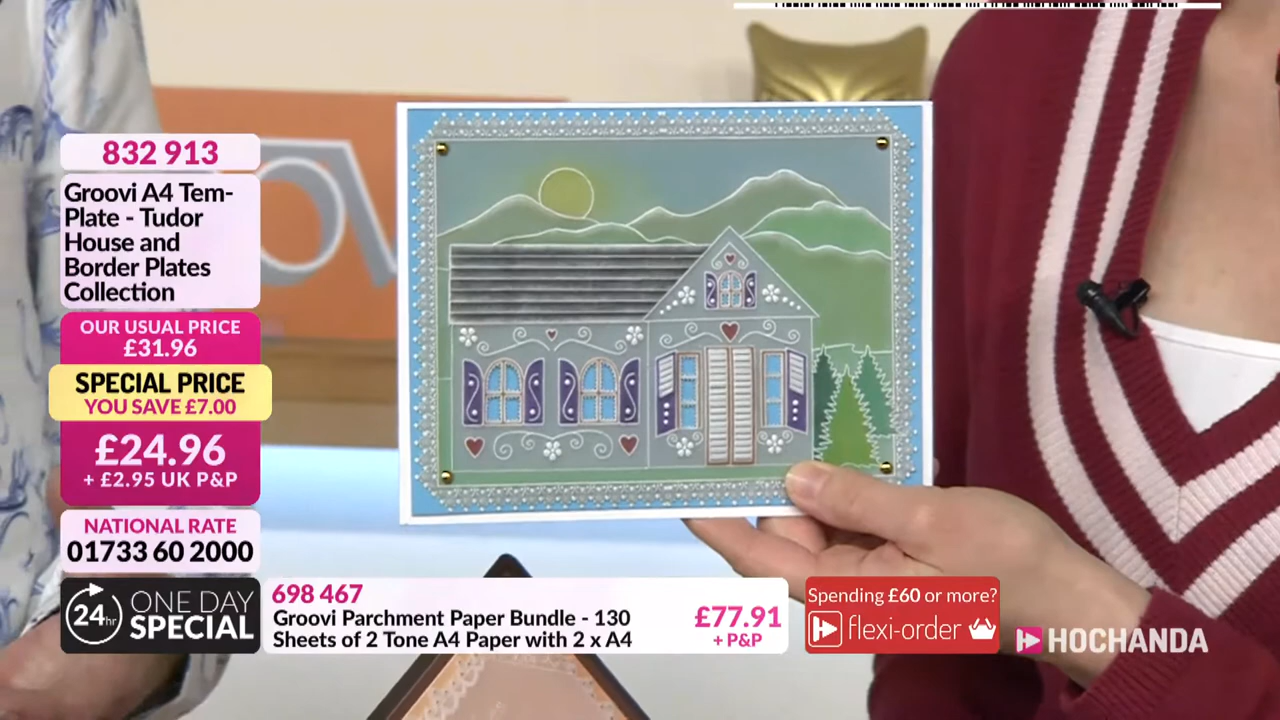 832 913
Groovi A4 Tem-
Plate - Tudor
House and
Border Plates
Collection
OUR USUAL PRICE
£31.96
SPECIAL PRICE
YOU SAVE £7.00
£24.96
+ £2.95 UK P&P
NATIONAL RATE
01733 60 2000
24hr
ONE DAY
SPECIAL
698 467
Groovi Parchment Paper Bundle - 130
Sheets of 2 Tone A4 Paper with 2 x A4
£77.91
+ P&P
Spending £60 or more?
flexi-order
HOCHANDA